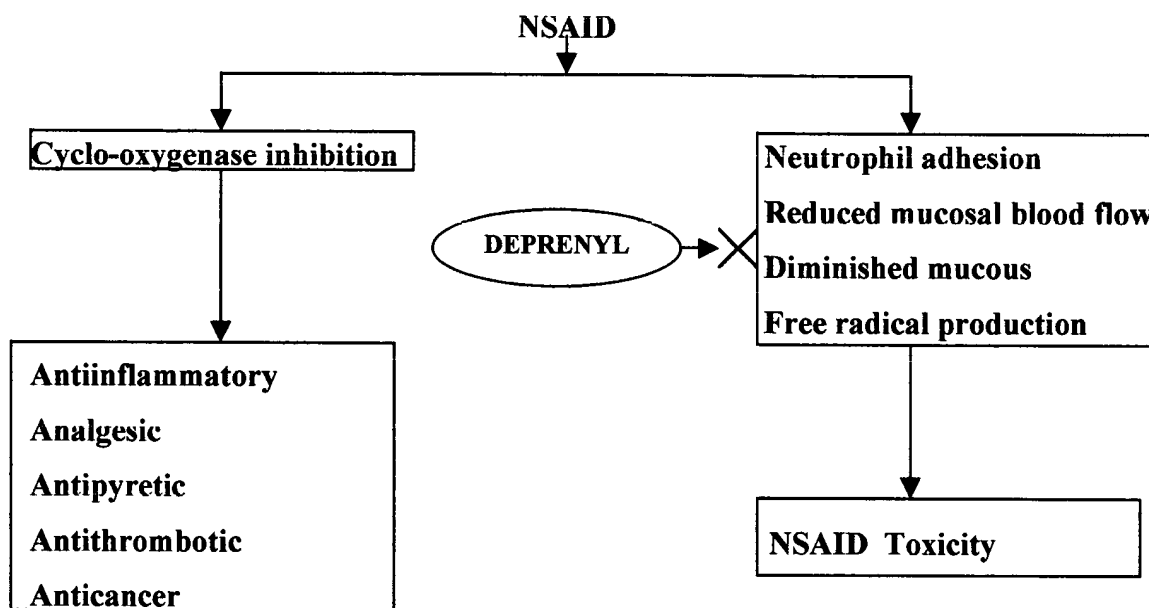 NSAID
Cyclo-oxygenase inhibition
Neutrophil adhesion
Reduced mucosal blood flow
Diminished mucous
Free radical production
DEPRENYL
Antiinflammatory
Analgesic
Antipyretic
Antithrombotic
Anticancer
NSAID Toxicity